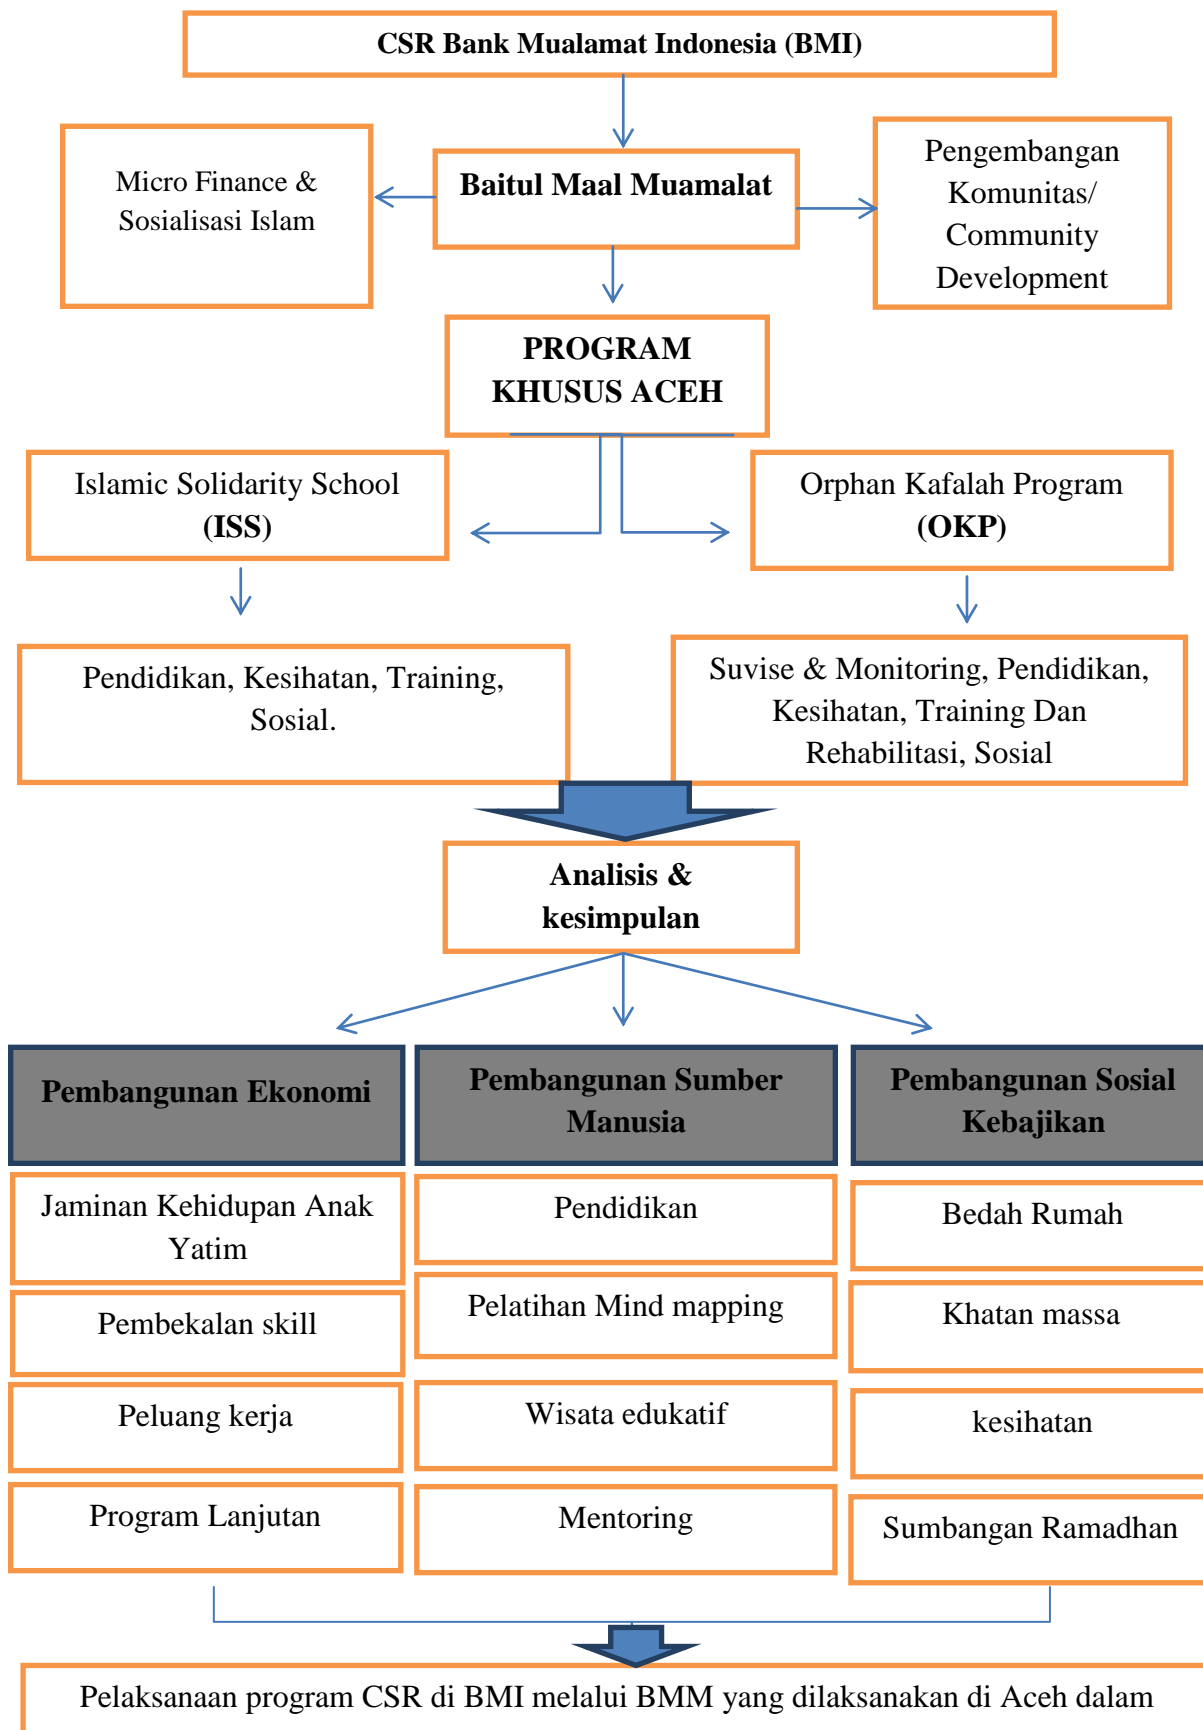 CSR Bank Mualamat Indonesia (BMI)
Micro Finance &
Sosialisasi Islam
Baitul Maal Muamalat
Pengembangan
Komunitas/
Community
Development
PROGRAM
KHUSUS ACEH
Islamic Solidarity School
(ISS)
Orphan Kafalah Program
(OKP)
Pendidikan, Kesihatan, Training,
Sosial.
Suvise & Monitoring, Pendidikan,
Kesihatan, Training Dan
Rehabilitasi, Sosial
Analisis &
kesimpulan
Pembangunan Ekonomi
Pembangunan Sumber
Manusia
Pembangunan Sosial
Kebajikan
Jaminan Kehidupan Anak
Yatim
Pendidikan
Bedah Rumah
Pembekalan skill
Pelatihan Mind mapping
Khatan massa
Peluang kerja
Wisata edukatif
kesihatan
Program Lanjutan
Mentoring
Sumbangan Ramadhan
Pelaksanaan program CSR di BMI melalui BMM yang dilaksanakan di Aceh dalam